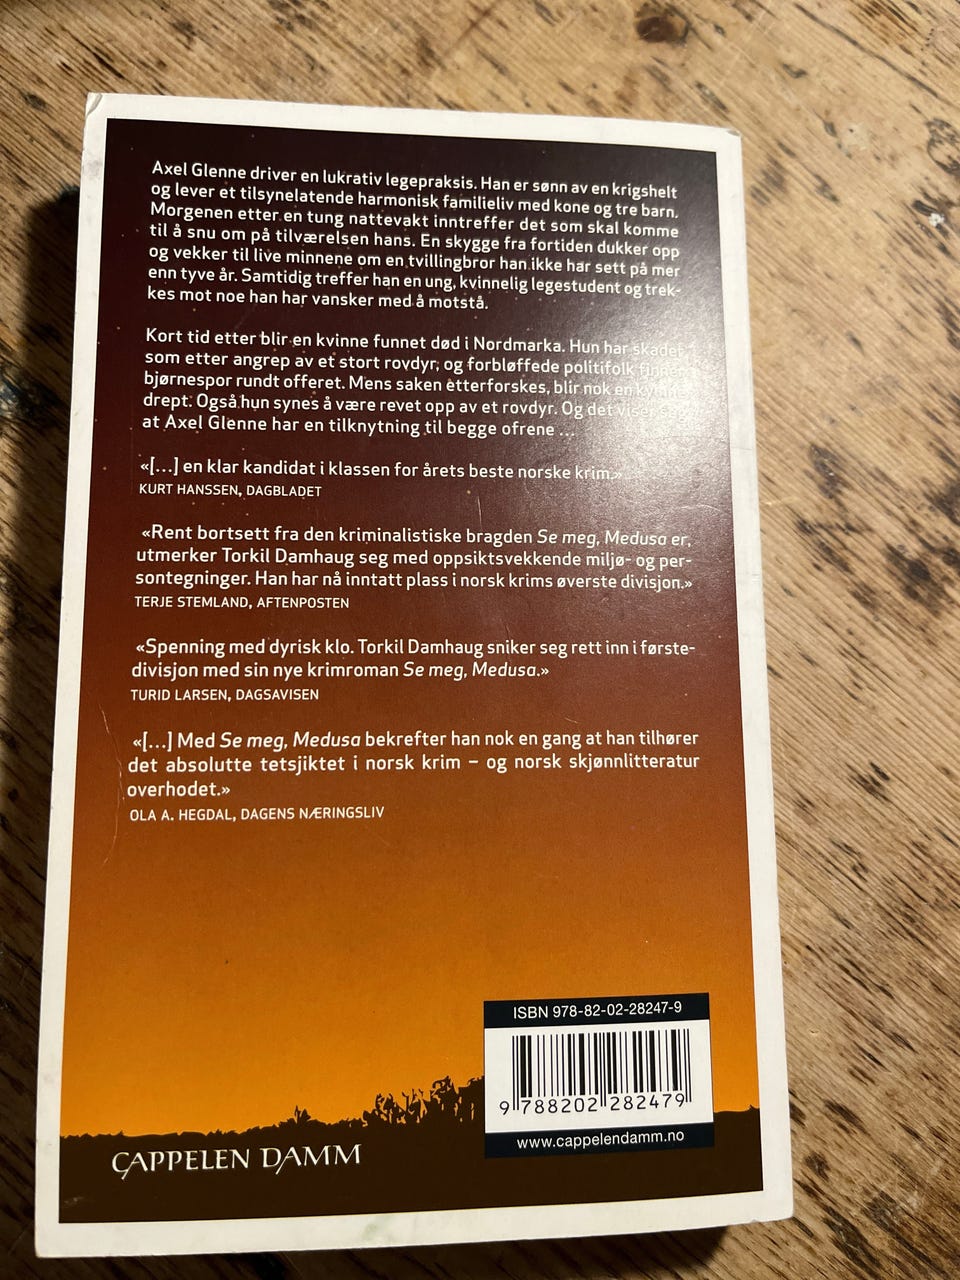 Axel Glenne driver en lukrativ legepraksis. Han er sønn av en krigshelt
og lever et tilsynelatende harmonisk familieliv med kone og tre barn.
Morgenen etter en tung nattevakt inntreffer det som skal komme
til å snu om på tilværelsen hans. En skygge fra fortiden dukker opp
og vekker til live minnene om en tvillingbror han ikke har sett på mer
enn tyve år. Samtidig treffer han en ung, kvinnelig legestudent og trek-
kes mot noe han har vansker med å motstå.
Kort tid etter blir en kvinne funnet død i Nordmarka. Hun har skader
som etter angrep av et stort rovdyr, og forbløffede politifolk finner
bjørnespor rundt offeret. Mens saken etterforskes, blir nok en kvinne
drept. Også hun synes å være revet opp av et rovdyr. Og det viser seg
at Axel Glenne har en tilknytning til begge ofrene ...
«[...] en klar kandidat i klassen for årets beste norske krim.»
KURT HANSSEN, DAGBLADET
«Rent bortsett fra den kriminalistiske bragden Se meg, Medusa er,
utmerker Torkil Damhaug seg med oppsiktsvekkende miljø- og per-
sontegninger. Han har nå inntatt plass i norsk krims øverste divisjon.»
TERJE STEMLAND, AFTENPOSTEN
«Spenning med dyrisk klo. Torkil Damhaug sniker seg rett inn i første-
divisjon med sin nye krimroman Se meg, Medusa.»
TURID LARSEN, DAGSAVISEN
«[...] Med Se meg, Medusa bekrefter han nok en gang at han tilhører
det absolutte tetsjiktet i norsk krim – og norsk skjønnlitteratur
overhodet.»
OLA A. HEGDAL, DAGENS NÆRINGSLIV
ISBN 978-82-02-28247-9
9 788202 282479
www.cappelendamm.no
CAPPELEN DAMM